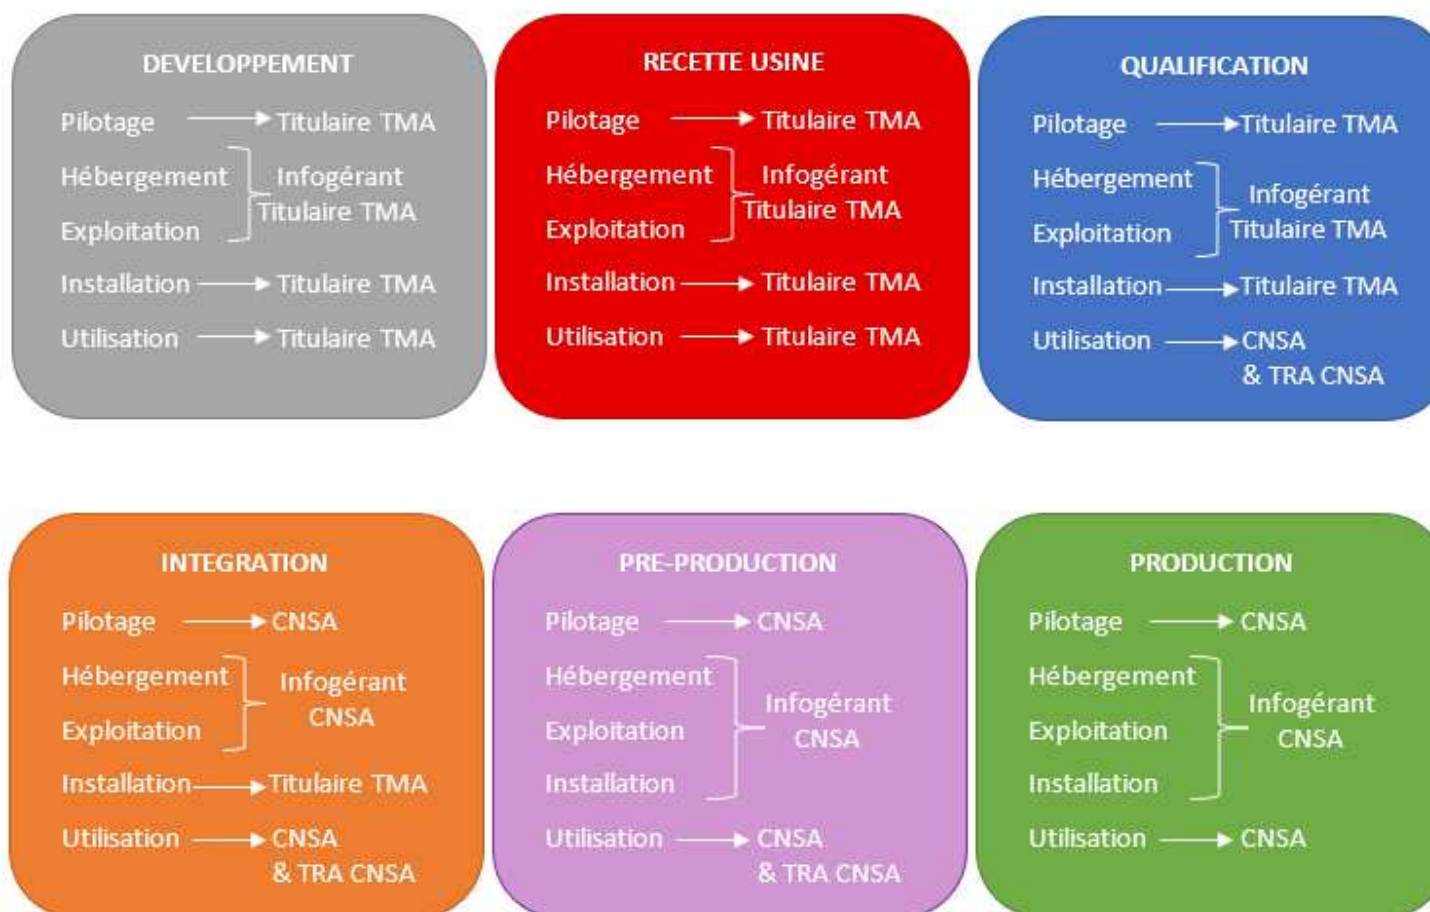 DEVELOPPEMENT
Pilotage Titulaire TMA
Hébergement Infogérant
Titulaire TMA
Exploitation
Installation Titulaire TMA
Utilisation Titulaire TMA
RECETTE USINE
Pilotage Titulaire TMA
Hébergement Infogérant
Titulaire TMA
Exploitation
Installation Titulaire TMA
Utilisation Titulaire TMA
QUALIFICATION
Pilotage Titulaire TMA
Hébergement Infogérant
Exploitation Titulaire TMA
Installation Titulaire TMA
Utilisation CNSA
& TRA CNSA
INTEGRATION
Pilotage CNSA
Hébergement Infogérant
CNSA
Exploitation
Installation Titulaire TMA
Utilisation CNSA
& TRA CNSA
PRE-PRODUCTION
Pilotage CNSA
Hébergement
Infogérant
Exploitation CNSA
Installation
Utilisation CNSA
& TRA CNSA
PRODUCTION
Pilotage CNSA
Hébergement
Infogérant
Exploitation CNSA
Installation
Utilisation CNSA